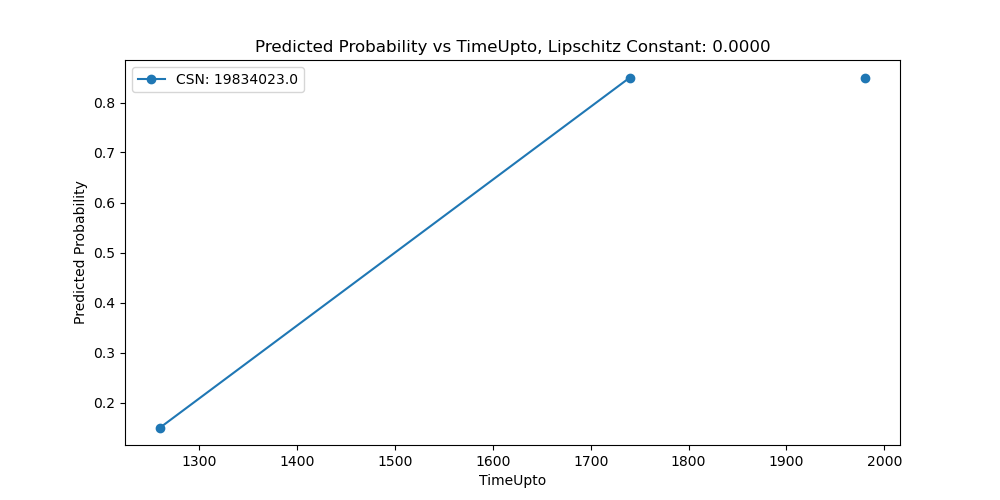 Predicted Probability vs TimeUpto, Lipschitz Constant: 0.0000
CSN: 19834023.0
Predicted Probability
0.8
0.7
0.6
0.5
0.4
0.3
0.2
1300 1400 1500 1600 1700 1800 1900 2000
TimeUpto